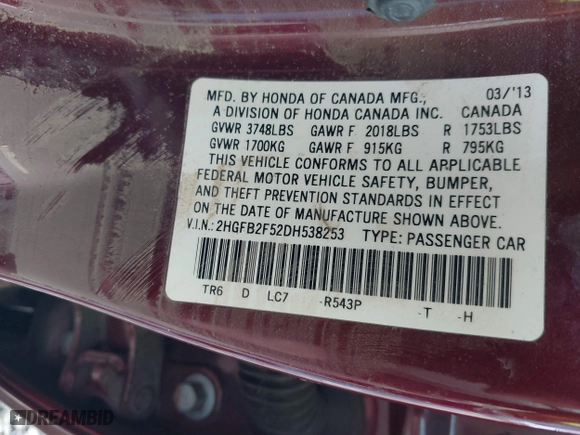 MFD. BY HONDA OF CANADA MFG., 03/'13
A DIVISION OF HONDA CANADA INC. CANADA
GVWR 3748LBS GAWR F 2018LBS R 1753LBS
GVWR 1700KG GAWR F 915KG R 795KG
THIS VEHICLE CONFORMS TO ALL APPLICABLE
FEDERAL MOTOR VEHICLE SAFETY, BUMPER,
AND THEFT PREVENTION STANDARDS IN EFFECT
ON THE DATE OF MANUFACTURE SHOWN ABOVE.
V.I.N.: 2HGFB2F52DH538253 TYPE: PASSENGER CAR
TR6 D LC7 -R543P -T -H
DREAMBID